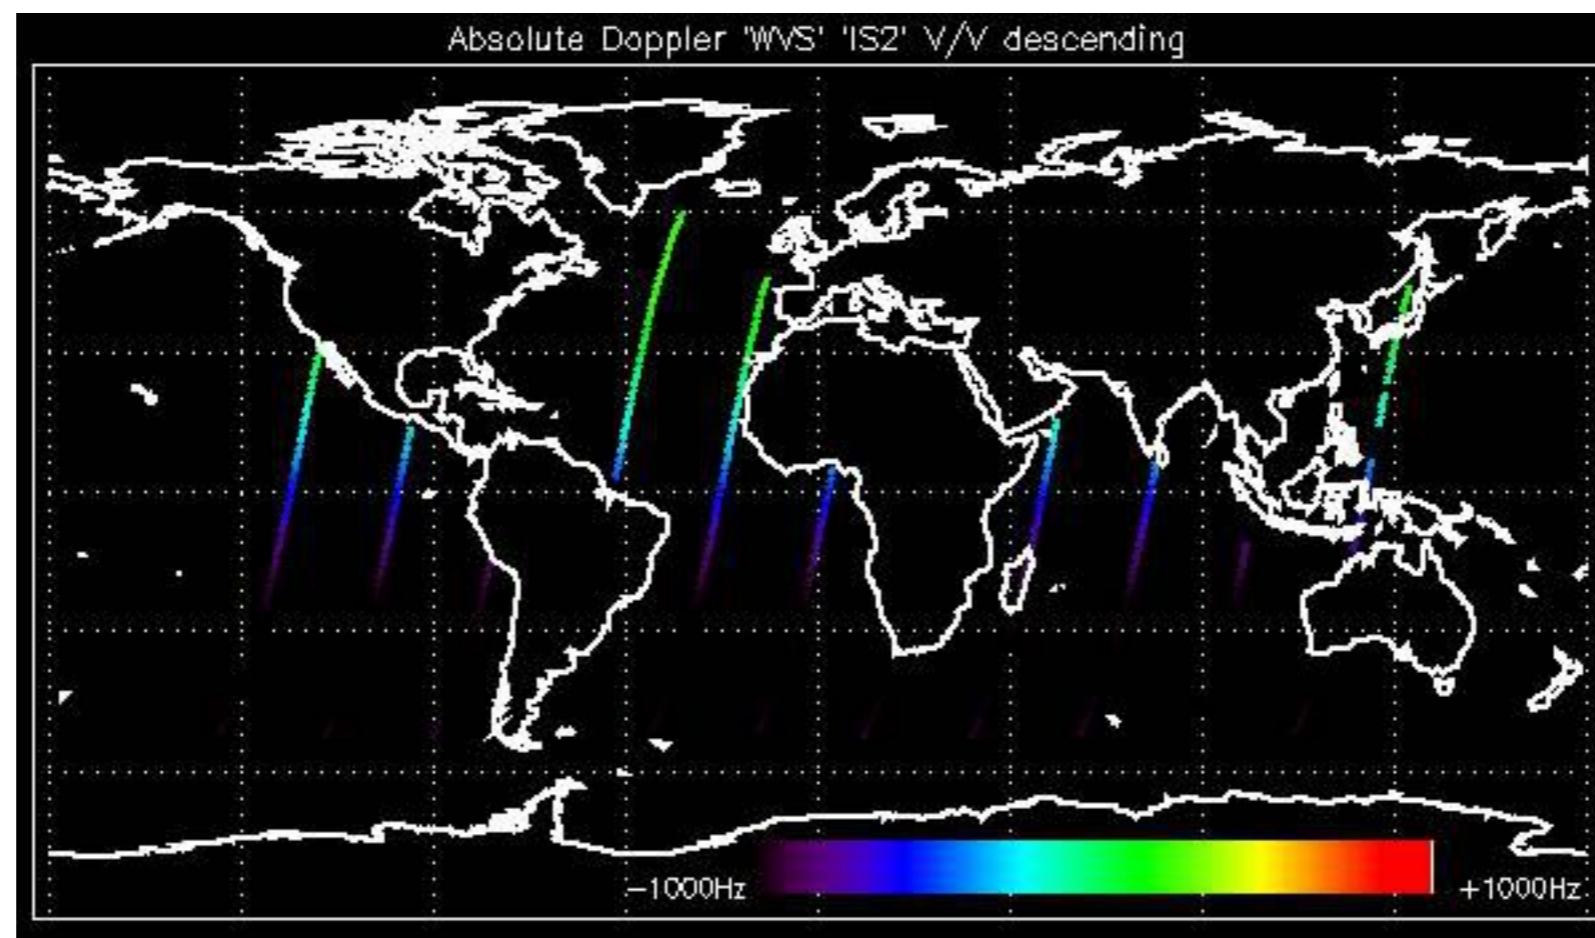 Absolute Doppler 'WVS' 'IS2' V/V descending
−1000Hz
+1000Hz